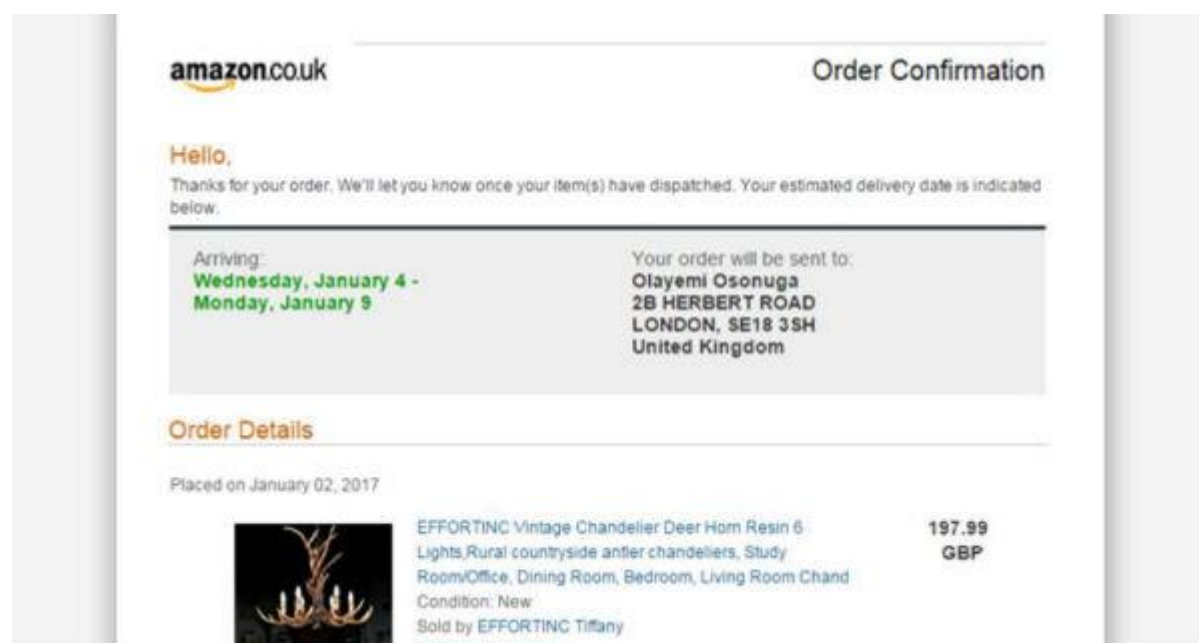 amazon.co.uk
Order Confirmation
Hello,
Thanks for your order. We'll let you know once your item(s) have dispatched. Your estimated delivery date is indicated
below.
Arriving:
Wednesday, January 4 -
Monday, January 9
Your order will be sent to:
Olayemi Osonuga
2B HERBERT ROAD
LONDON, SE18 3SH
United Kingdom
Order Details
Placed on January 02, 2017
EFFORTINC Vintage Chandelier Deer Horn Resin 6
Lights,Rural countryside antler chandeliers, Study
Room/Office, Dining Room, Bedroom, Living Room Chand
Condition: New
Sold by EFFORTINC Tiffany
197.99
GBP